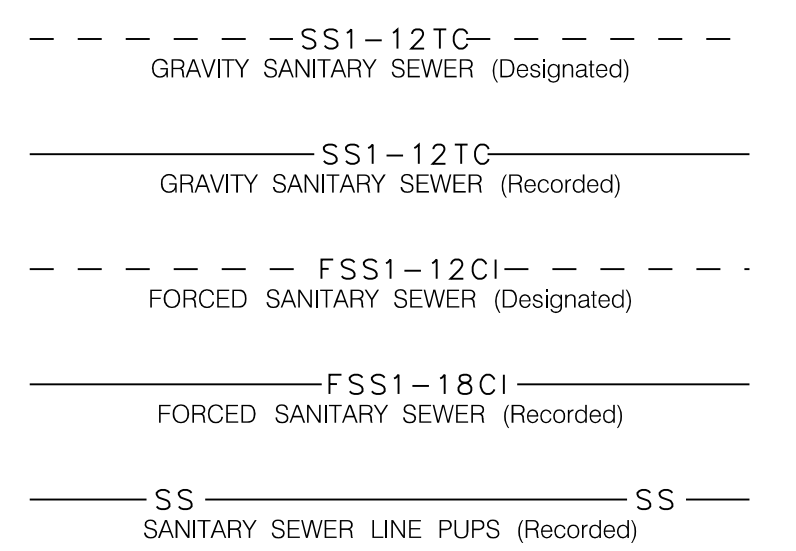 SS1-12TC
GRAVITY SANITARY SEWER (Designated)
SS1-12TC
GRAVITY SANITARY SEWER (Recorded)
FSS1-12CI
FORCED SANITARY SEWER (Designated)
FSS1-18CI
FORCED SANITARY SEWER (Recorded)
SS SS
SANITARY SEWER LINE PUPS (Recorded)